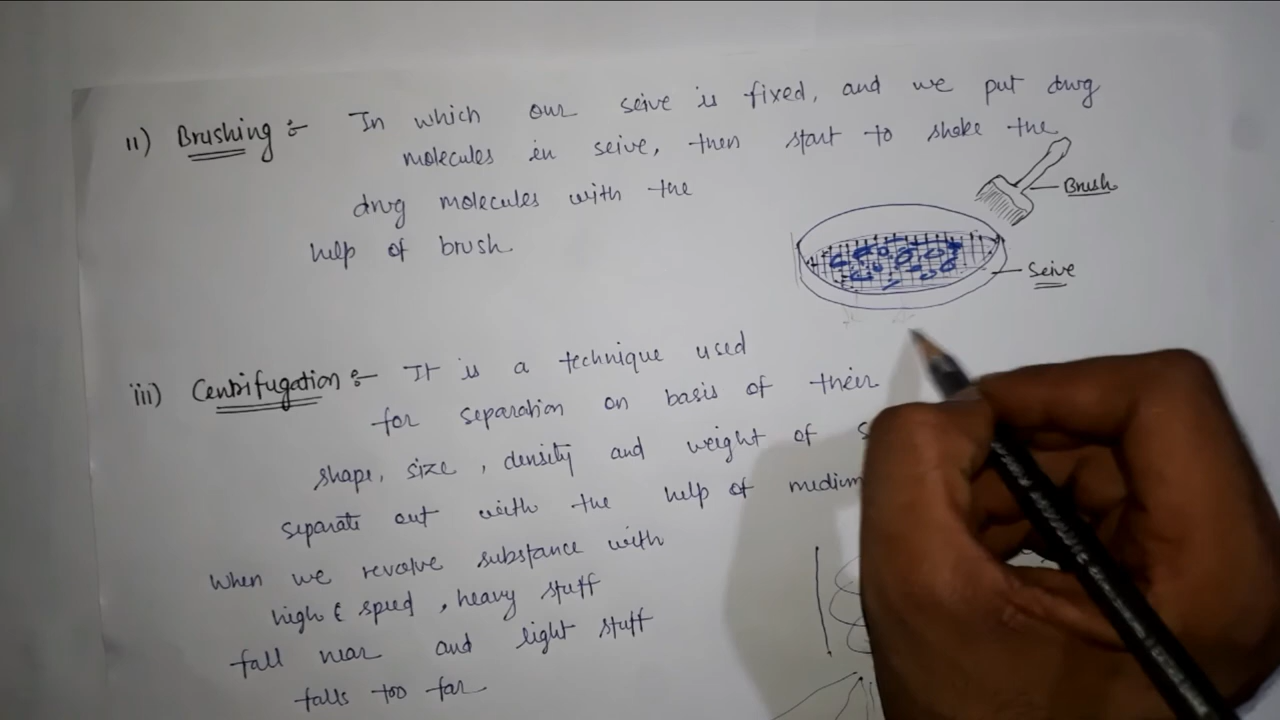 ii) Brushing :- In which our seive is fixed, and we put drug
molecules in seive, then start to shake the
drug molecules with the
help of brush.
Brush
Seive
iii) Centrifugation :- It is a technique used
for separation on basis of their
shape, size, density and weight of
separate out with the help of medium
When we revolve substance with
high & speed, heavy stuff
fall near and light stuff
falls too far